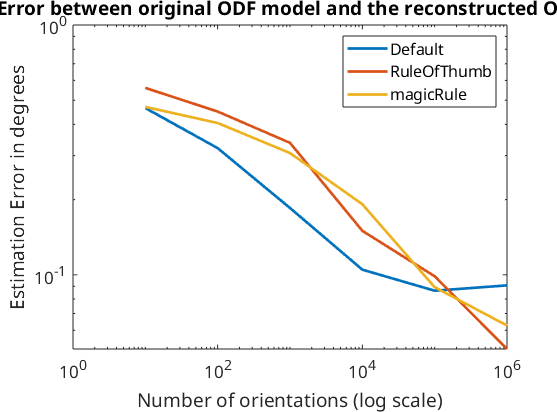 Error between original ODF model and the reconstructed O
10^0
10^-1
Estimation Error in degrees
Default
RuleOfThumb
magicRule
10^0 10^2 10^4 10^6
Number of orientations (log scale)